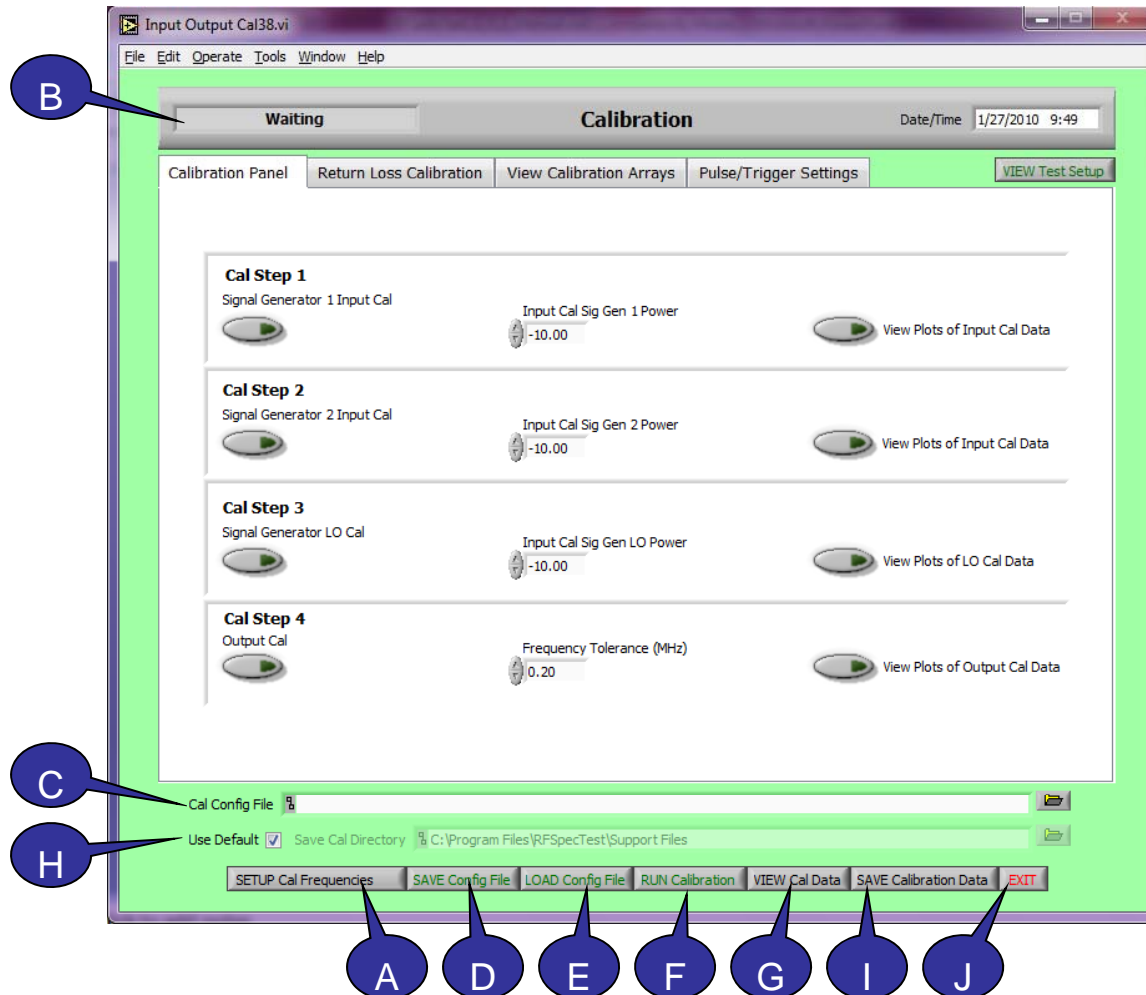 Input Output Cal38.vi
File Edit Operate Tools Window Help
B
Waiting
Calibration
Date/Time 1/27/2010 9:49
Calibration Panel
Return Loss Calibration
View Calibration Arrays
Pulse/Trigger Settings
VIEW Test Setup
Cal Step 1
Signal Generator 1 Input Cal
Input Cal Sig Gen 1 Power
-10.00
View Plots of Input Cal Data
Cal Step 2
Signal Generator 2 Input Cal
Input Cal Sig Gen 2 Power
-10.00
View Plots of Input Cal Data
Cal Step 3
Signal Generator LO Cal
Input Cal Sig Gen LO Power
-10.00
View Plots of LO Cal Data
Cal Step 4
Output Cal
Frequency Tolerance (MHz)
0.20
View Plots of Output Cal Data
C
Cal Config File
H
Use Default
Save Cal Directory
C:\Program Files\RFSpecTest\Support Files
SETUP Cal Frequencies
SAVE Config File
LOAD Config File
RUN Calibration
VIEW Cal Data
SAVE Calibration Data
EXIT
A
D
E
F
G
I
J